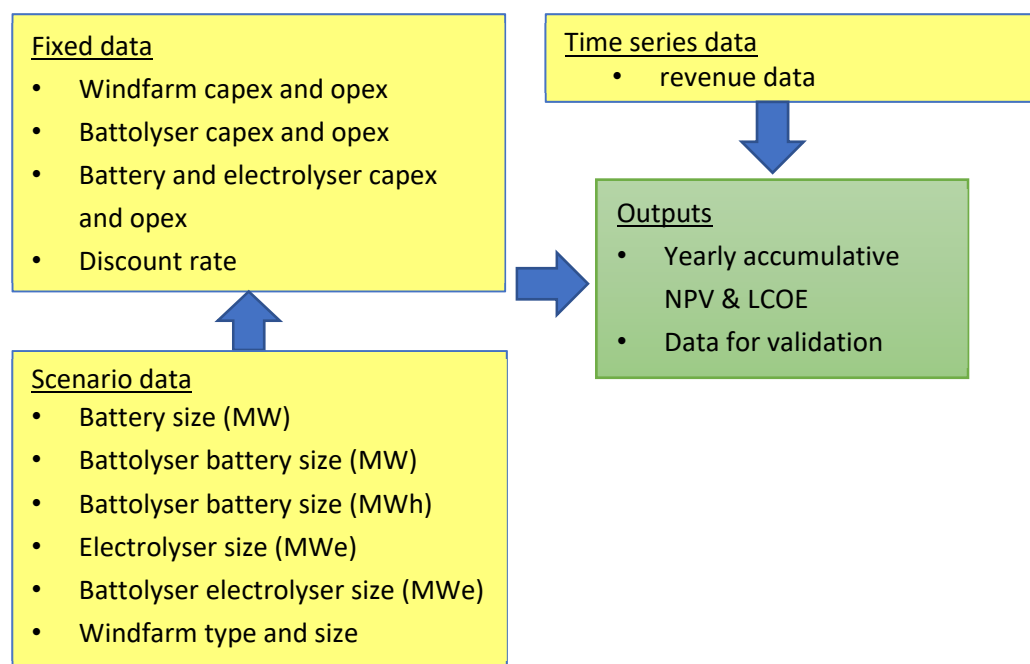 Fixed data
• Windfarm capex and opex
• Battolyser capex and opex
• Battery and electrolyser capex
and opex
• Discount rate
Time series data
• revenue data
Outputs
• Yearly accumulative
NPV & LCOE
• Data for validation
Scenario data
• Battery size (MW)
• Battolyser battery size (MW)
• Battolyser battery size (MWh)
• Electrolyser size (MWe)
• Battolyser electrolyser size (MWe)
• Windfarm type and size